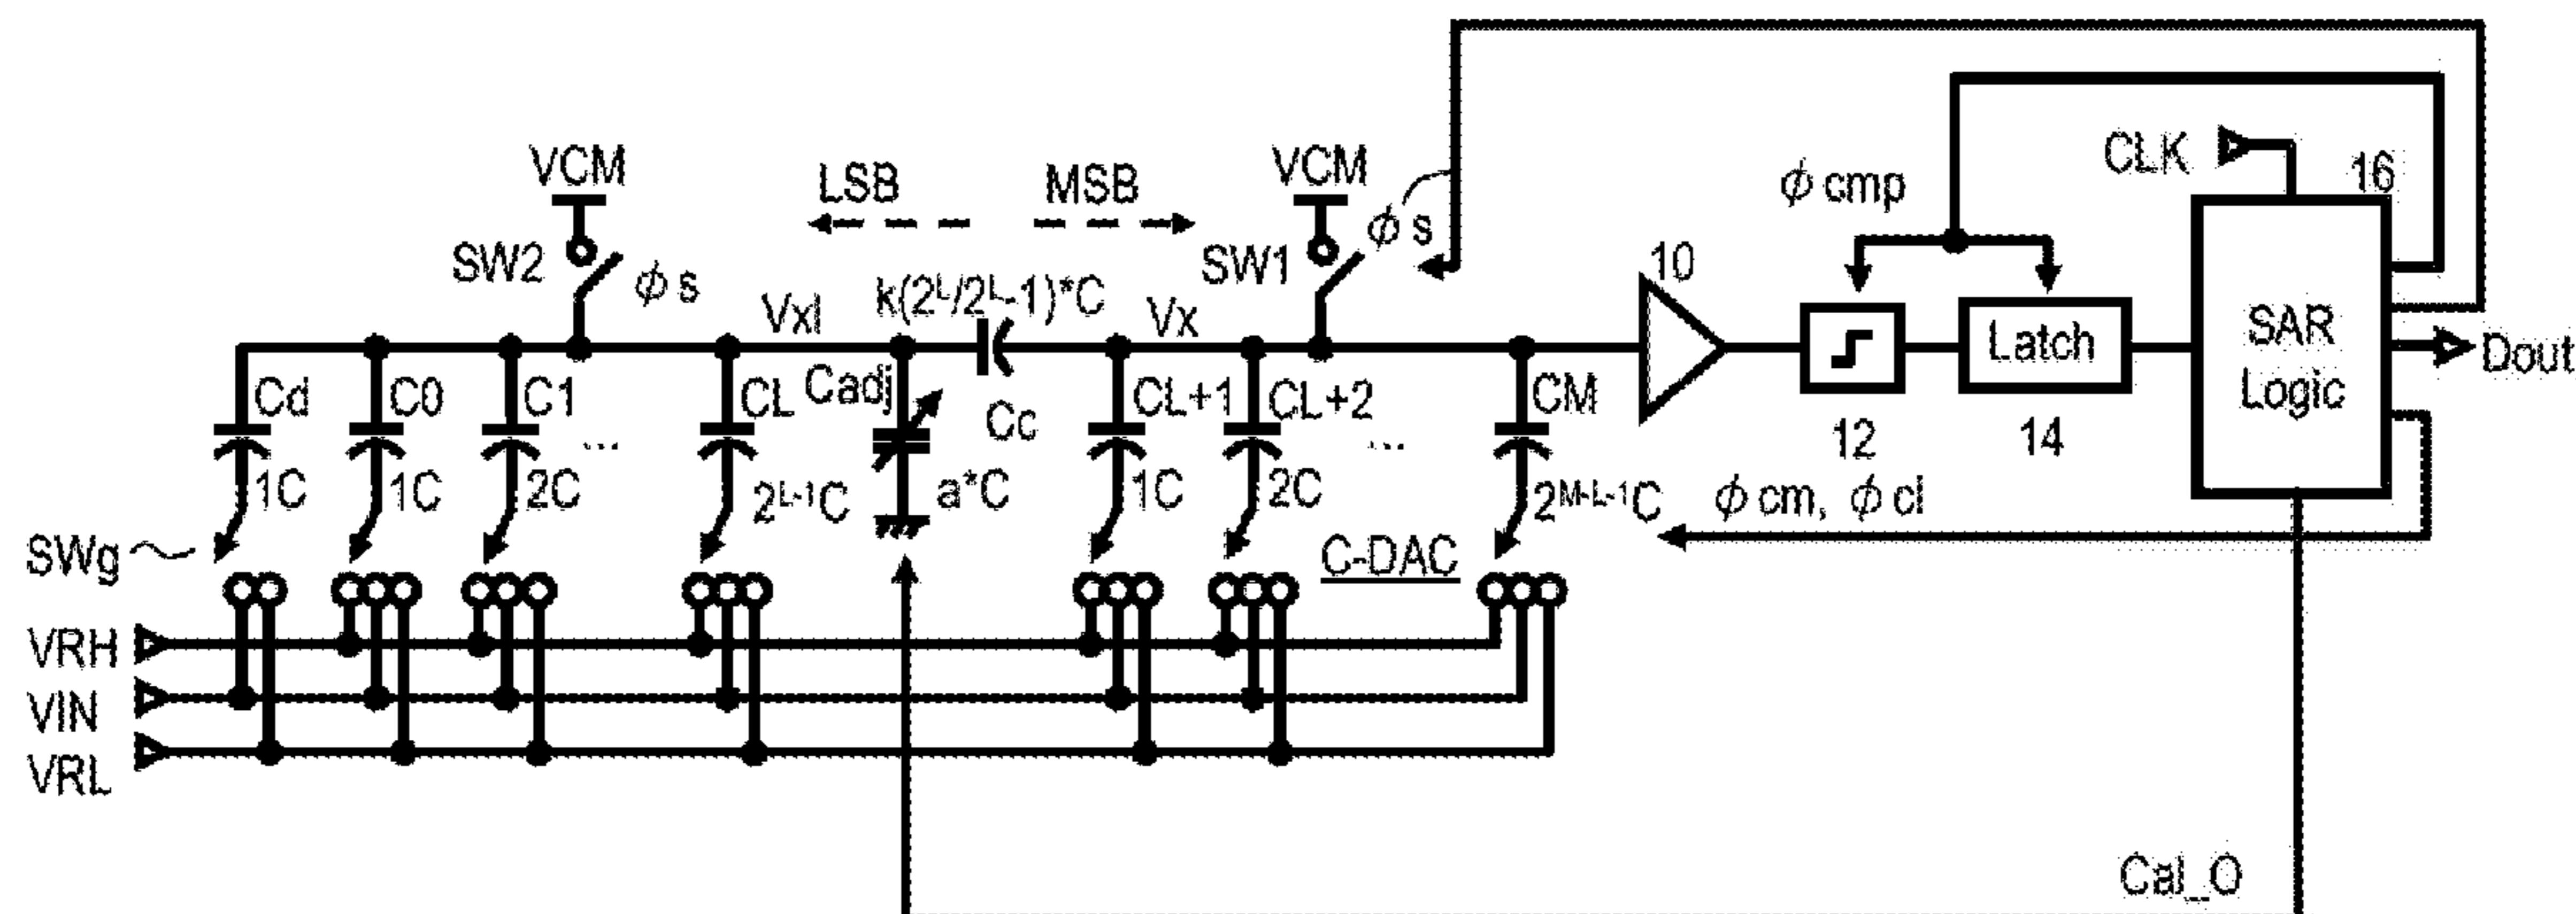 CLK
16
VCM
LSB
MSB
VCM
ϕ s
ϕ cmp
SW2
ϕ s
SW1
10
Vxl
k(2ᴸ/2ᴸ-1)*C
Vx
SAR
Logic
Latch
Dout
Cd
C0
C1
...
CL
Cadj
Cc
CL+1
CL+2
...
CM
12
14
1C
1C
2C
2ᴸ⁻¹C
a*C
1C
2C
2ᴹ⁻ᴸ⁻¹C
ϕ cm, ϕ cl
SWg
C-DAC
VRH
VIN
VRL
Cal_O